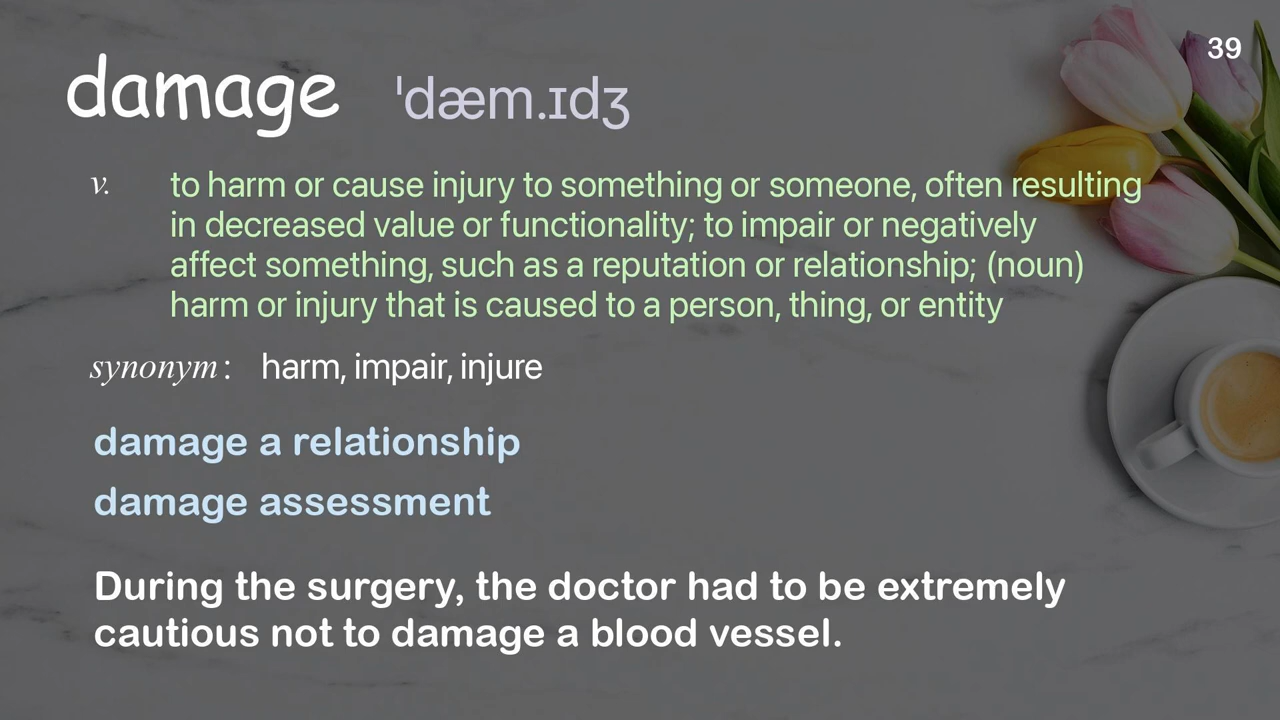 39
damage ˈdæm.ɪdʒ
v. to harm or cause injury to something or someone, often resulting
in decreased value or functionality; to impair or negatively
affect something, such as a reputation or relationship; (noun)
harm or injury that is caused to a person, thing, or entity
synonym: harm, impair, injure
damage a relationship
damage assessment
During the surgery, the doctor had to be extremely
cautious not to damage a blood vessel.